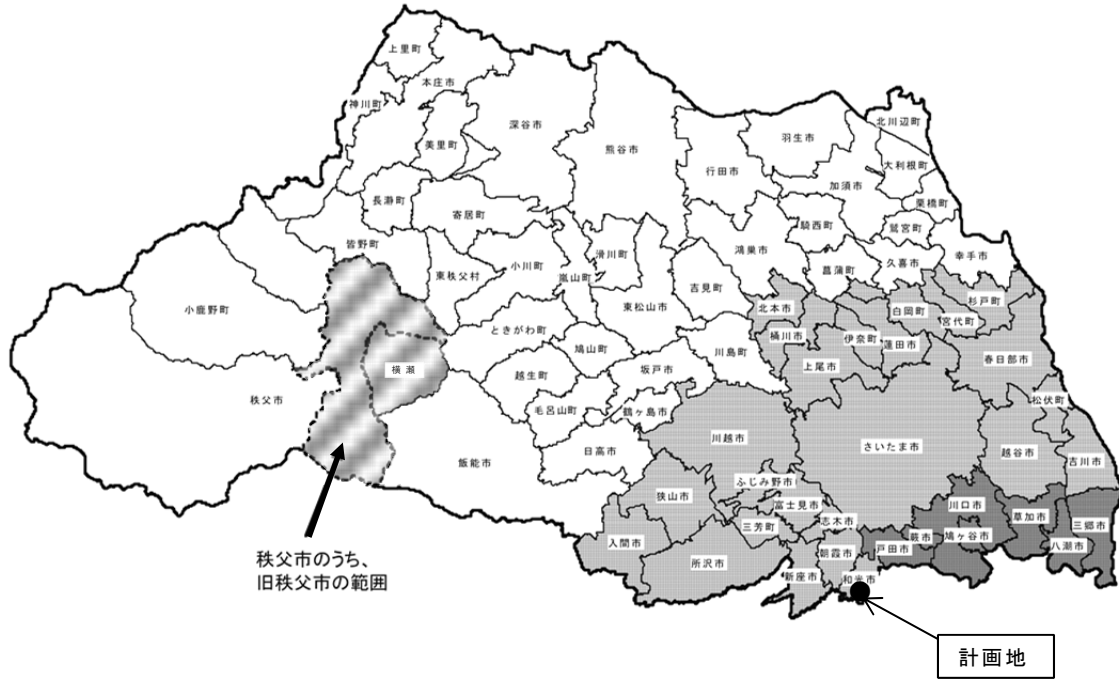 上里町
本庄市
神川町
美里町
深谷市
熊谷市
行田市
羽生市
北川辺町
大利根町
加須市
栗橋町
騎西町
鷲宮町
長瀞町
寄居町
皆野町
東秩父村
小川町
嵐山町
滑川町
東松山市
吉見町
鴻巣市
菖蒲町
久喜市
幸手市
小鹿野町
ときがわ町
北本市
桶川市
伊奈町
白岡町
杉戸町
宮代町
蓮田市
上尾市
春日部市
鳩山町
川島町
横瀬
越生町
坂戸市
秩父市
毛呂山町
鶴ヶ島市
松伏町
飯能市
日高市
川越市
さいたま市
越谷市
吉川市
狭山市
ふじみ野市
富士見市
三芳町
志木市
川口市
草加市
三郷市
入間市
所沢市
朝霞市
戸田市
蕨市
鳩ヶ谷市
八潮市
新座市
和光市
秩父市のうち、
旧秩父市の範囲
計画地